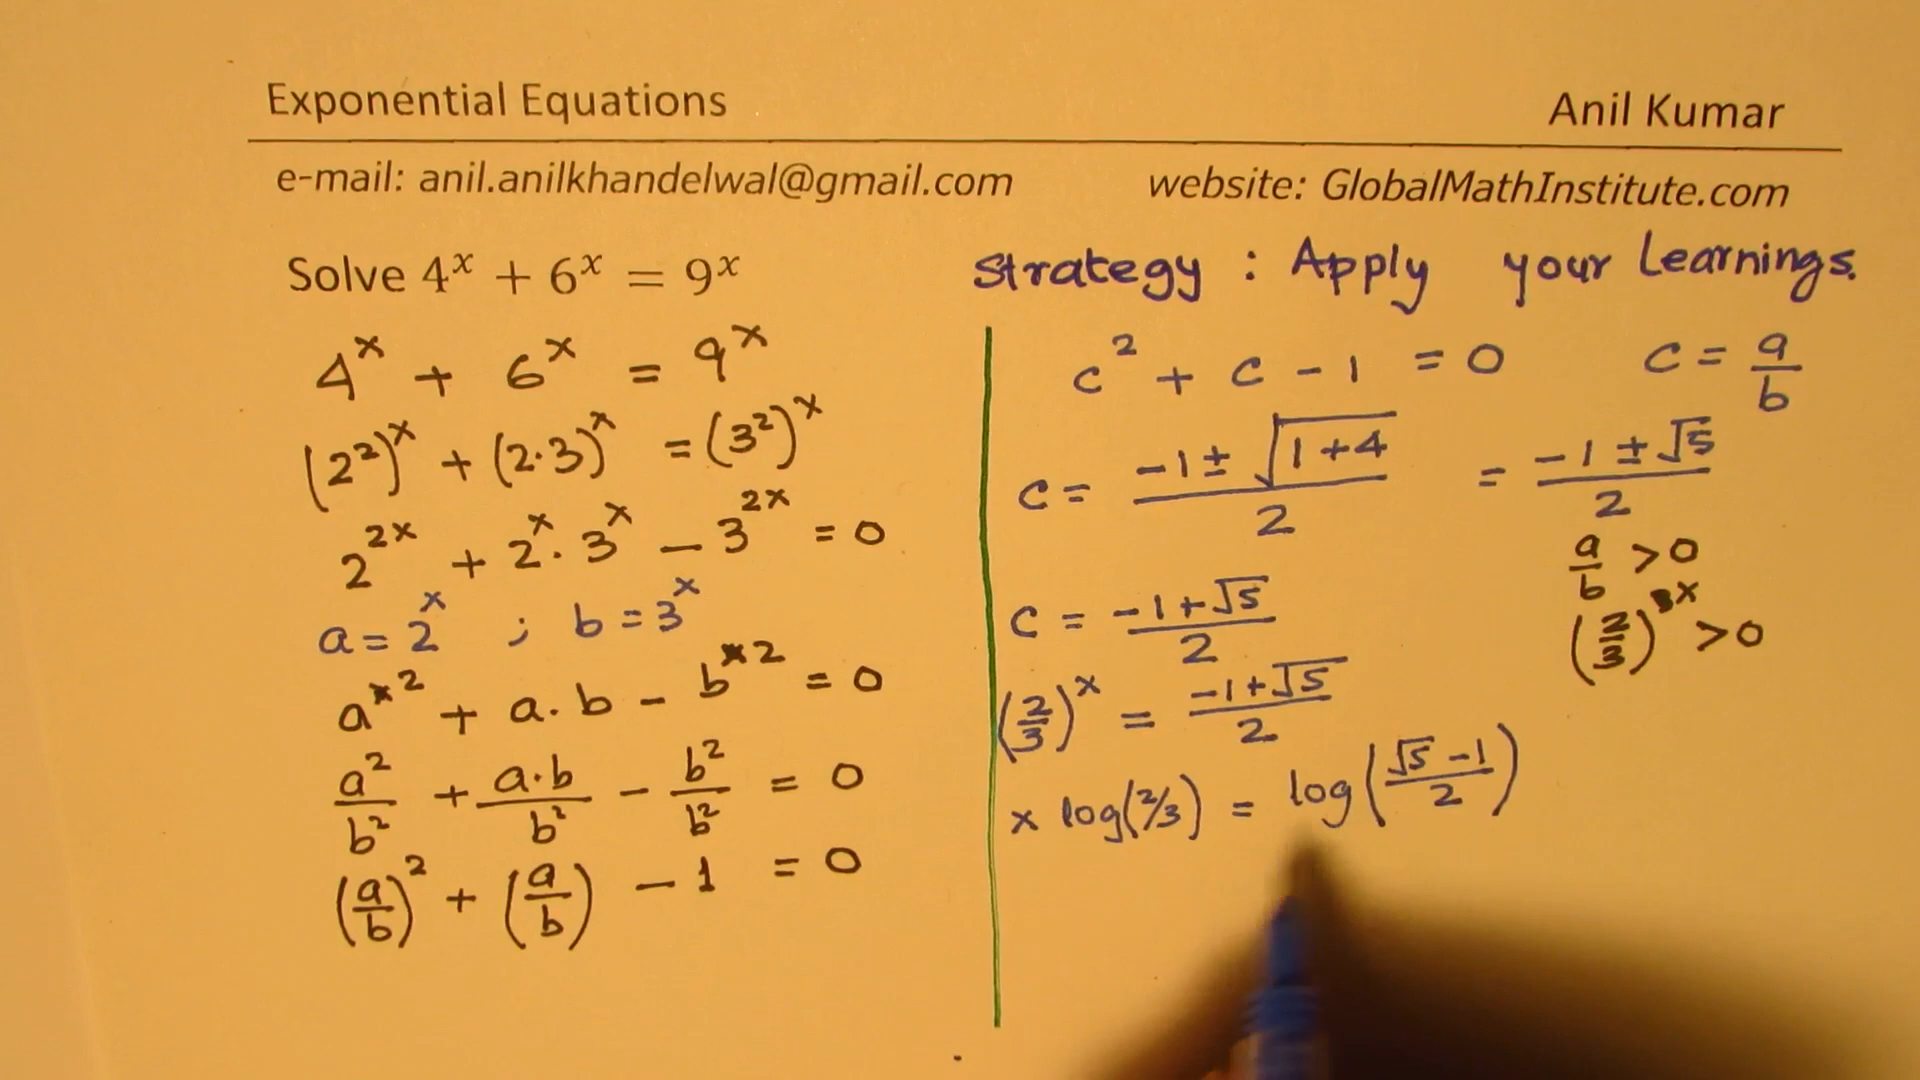 Exponential Equations
Anil Kumar
e-mail: anil.anilkhandelwal@gmail.com
website: GlobalMathInstitute.com
Solve 4^x + 6^x = 9^x
4^x + 6^x = 9^x
(2^2)^x + (2·3)^x = (3^2)^x
2^{2x} + 2^x · 3^x − 3^{2x} = 0
a = 2^x ; b = 3^x
a^2 + a·b − b^2 = 0
a^2/b^2 + a·b/b^2 − b^2/b^2 = 0
(a/b)^2 + (a/b) − 1 = 0
Strategy : Apply your Learnings.
c^2 + c − 1 = 0 c = a/b
c = (−1 ± √(1+4))/2 = (−1 ± √5)/2
a/b > 0
c = (−1+√5)/2
(2/3)^x > 0
(2/3)^x = (−1+√5)/2
x log(2/3) = log((√5 −1)/2)